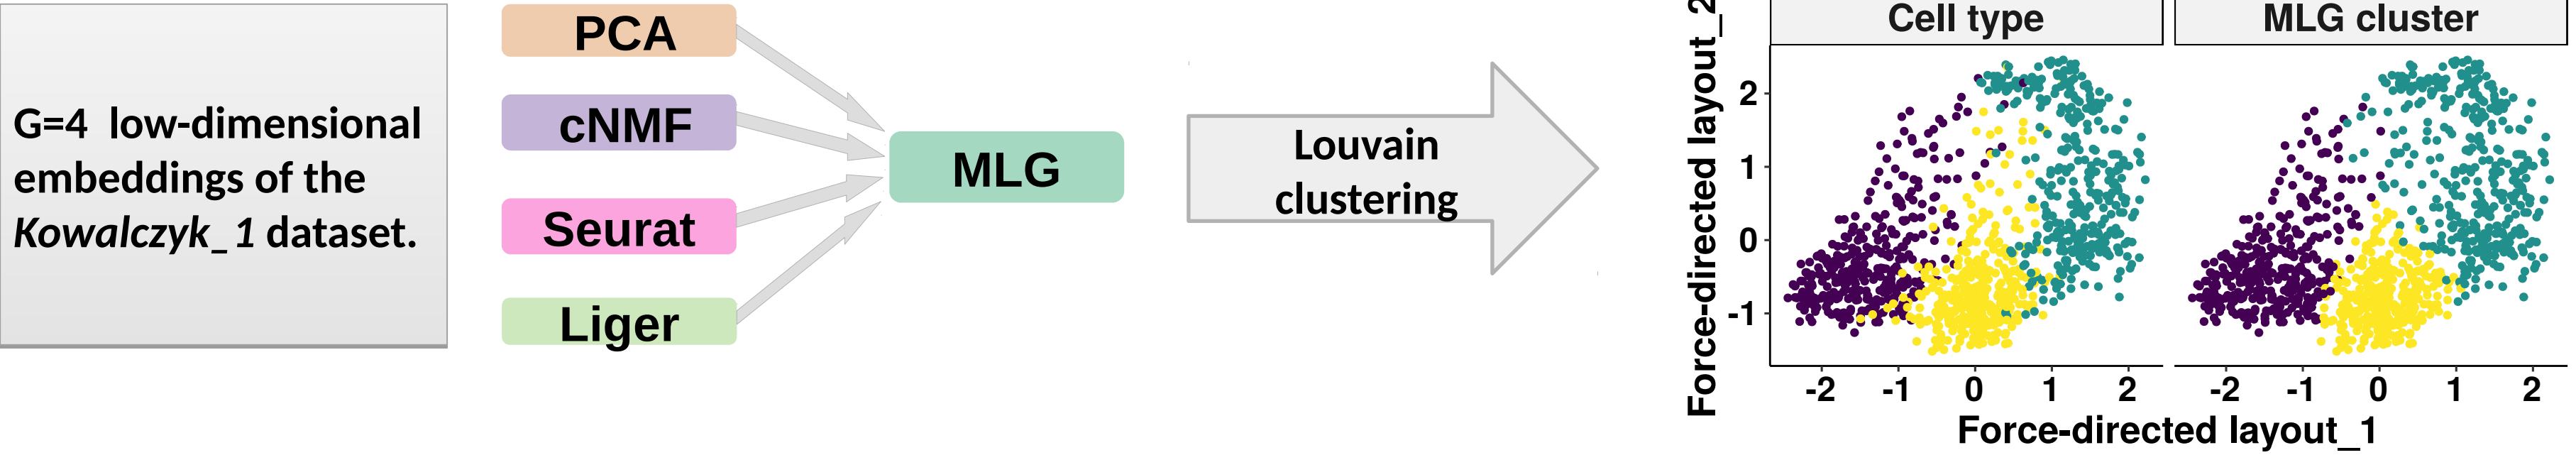 G=4 low-dimensional
embeddings of the
Kowalczyk_1 dataset.
PCA
cNMF
Seurat
Liger
MLG
Louvain
clustering
Force-directed layout_2
Cell type
MLG cluster
2
1
0
-1
-2 -1 0 1 2
-2 -1 0 1 2
Force-directed layout_1